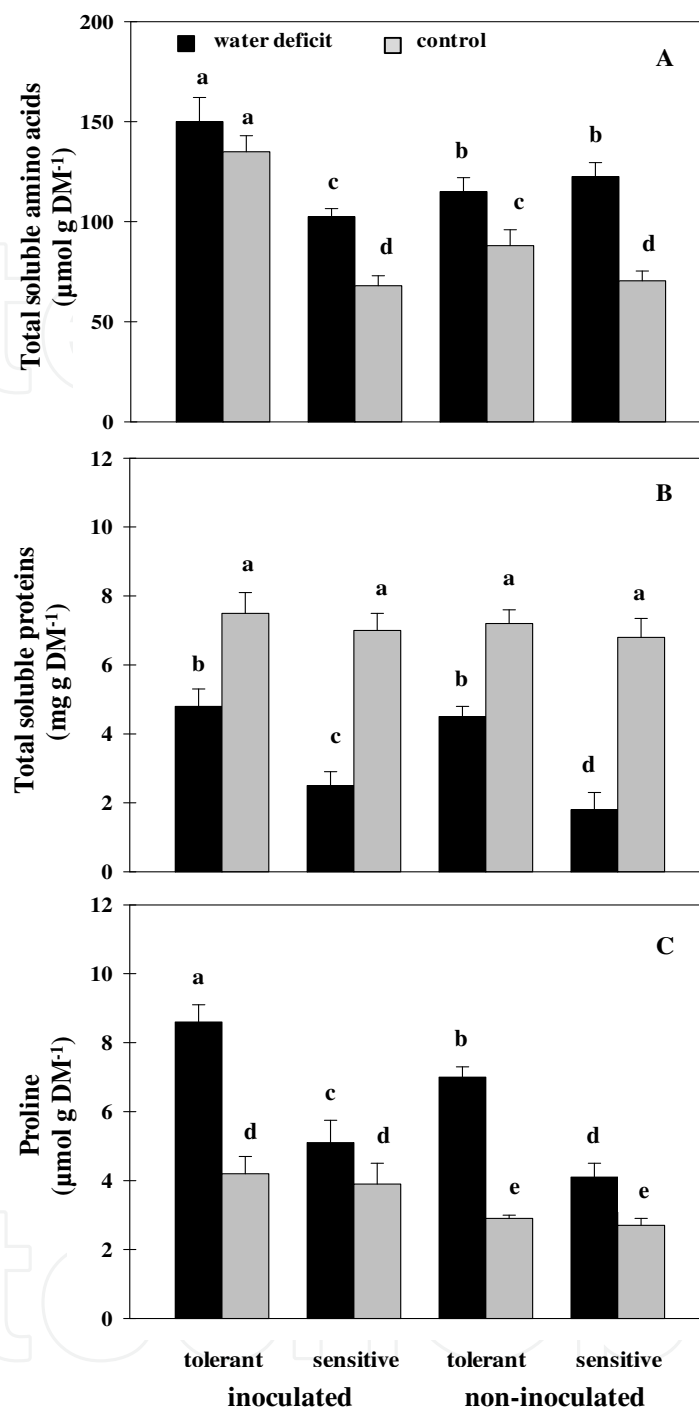 water deficit control
A
Total soluble amino acids
(µmol g DM-1)
200
150
100
50
0
a a c d b c b d
B
Total soluble proteins
(mg g DM-1)
12
10
8
6
4
2
0
b a c a b a d a
C
Proline
(µmol g DM-1)
12
10
8
6
4
2
0
a d c d b e d e
tolerant sensitive tolerant sensitive
inoculated non-inoculated